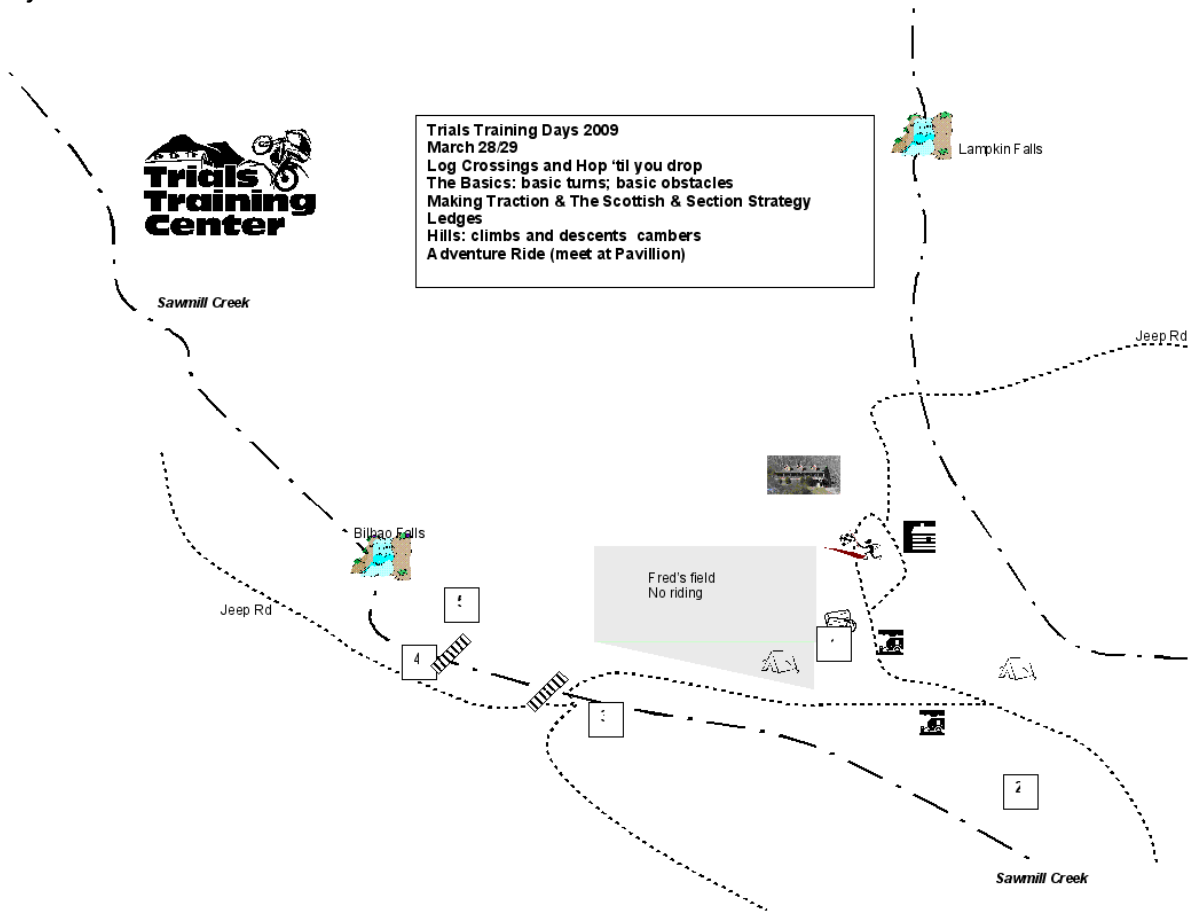 Trials
Training
Center
Trials Training Days 2009
March 28/29
Log Crossings and Hop ‘til you drop
The Basics: basic turns; basic obstacles
Making Traction & The Scottish & Section Strategy
Ledges
Hills: climbs and descents cambers
Adventure Ride (meet at Pavillion)
Lampkin Falls
Sawmill Creek
Jeep Rd
Bilbao Falls
Fred's field
No riding
Jeep Rd
5
4
3
2
Sawmill Creek